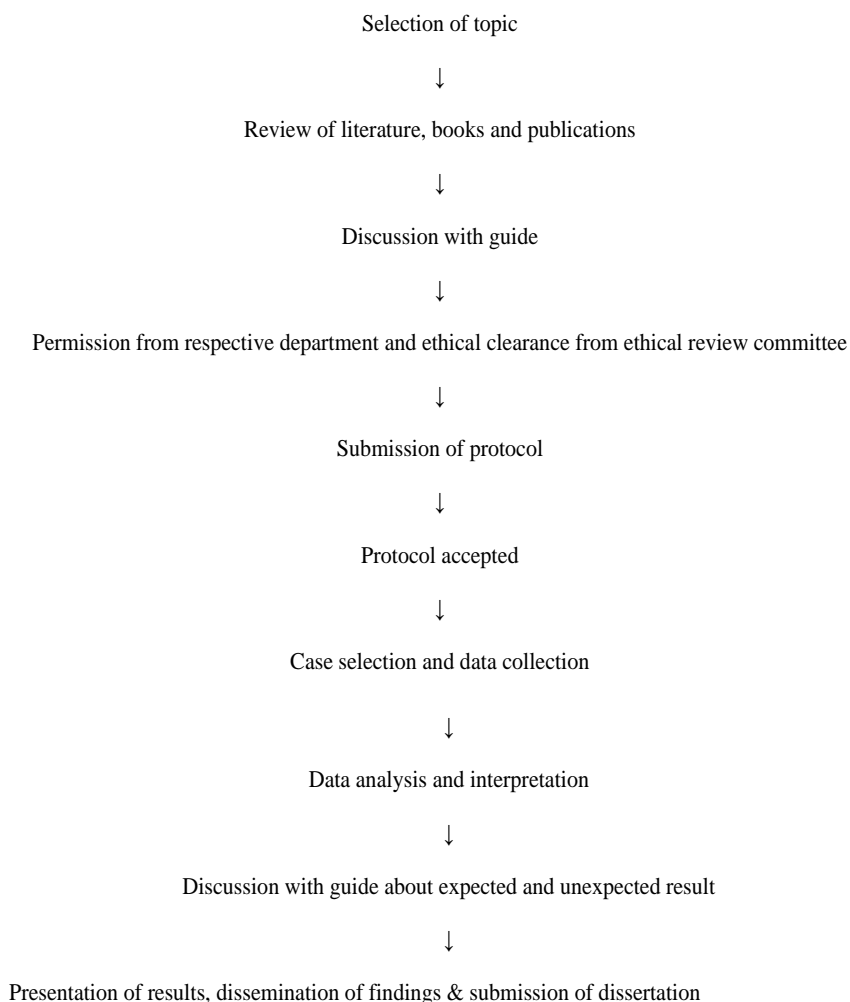 Selection of topic
↓
Review of literature, books and publications
↓
Discussion with guide
↓
Permission from respective department and ethical clearance from ethical review committee
↓
Submission of protocol
↓
Protocol accepted
↓
Case selection and data collection
↓
Data analysis and interpretation
↓
Discussion with guide about expected and unexpected result
↓
Presentation of results, dissemination of findings & submission of dissertation